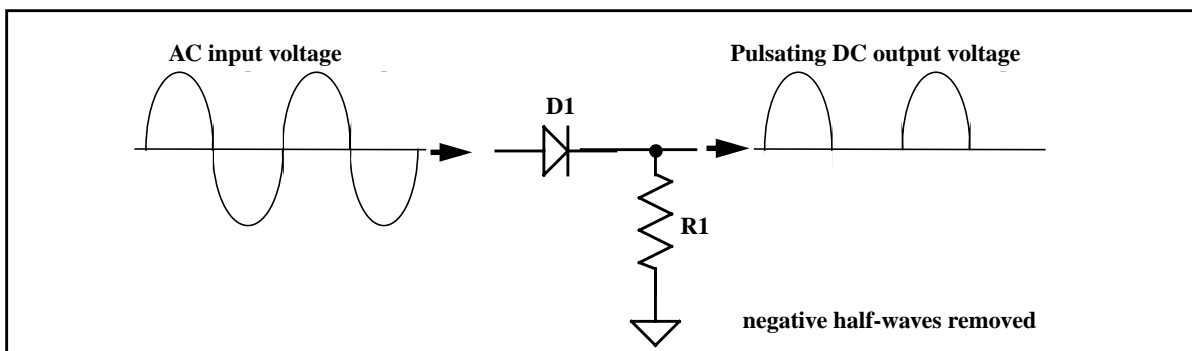 AC input voltage
Pulsating DC output voltage
D1
R1
negative half-waves removed